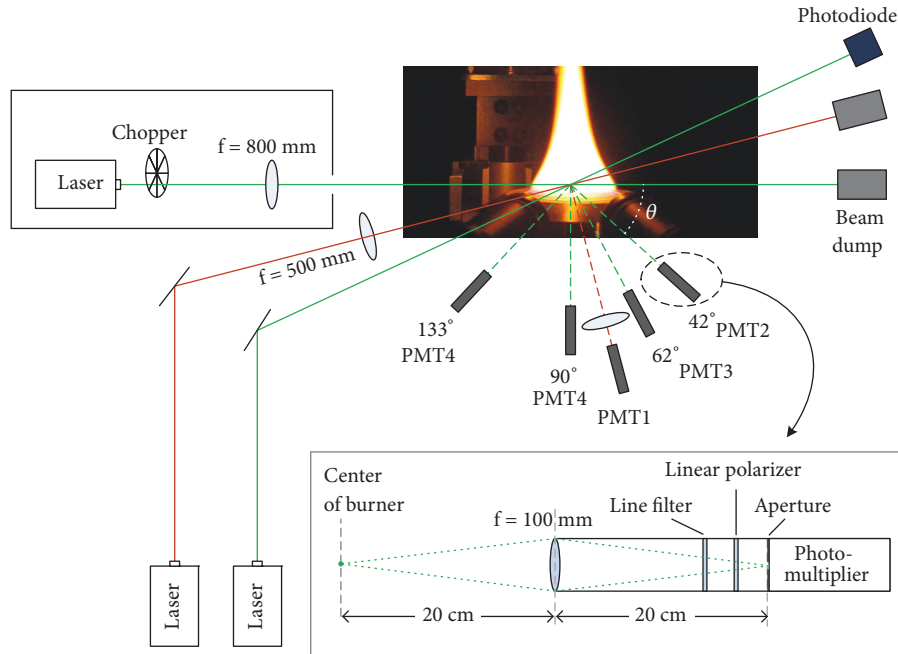 Photodiode
Chopper
f = 800 mm
Laser
θ
Beam
dump
f = 500 mm
133°
PMT4
90°
PMT4
PMT1
62°
PMT3
42°
PMT2
Laser
Laser
Center
of burner
f = 100 mm
Linear polarizer
Line filter
Aperture
Photo-
multiplier
20 cm
20 cm